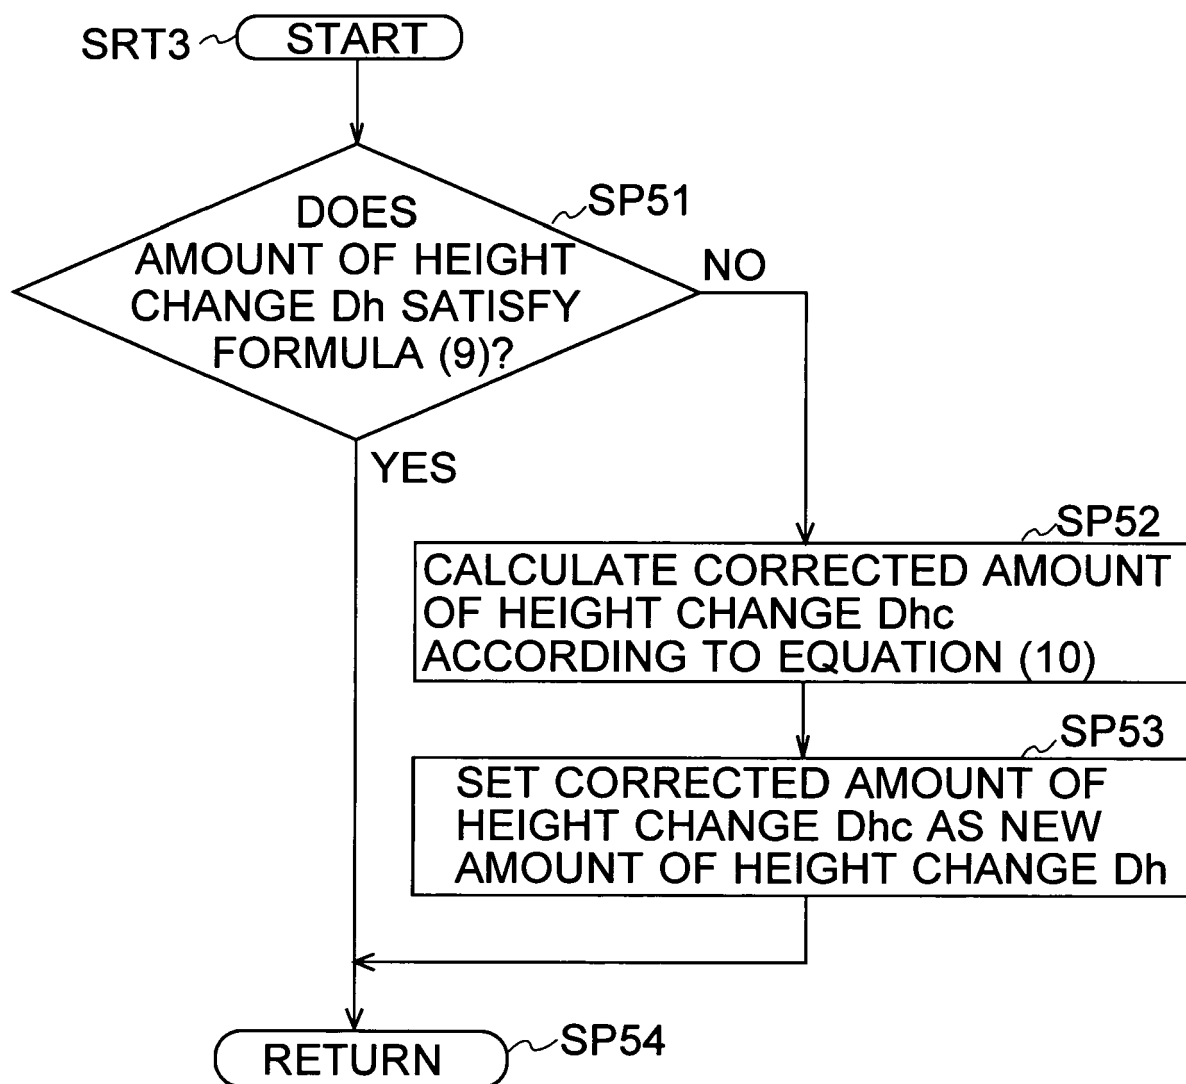 SRT3
START
SP51
DOES
AMOUNT OF HEIGHT
CHANGE Dh SATISFY
FORMULA (9)?
NO
YES
SP52
CALCULATE CORRECTED AMOUNT
OF HEIGHT CHANGE Dhc
ACCORDING TO EQUATION (10)
SP53
SET CORRECTED AMOUNT OF
HEIGHT CHANGE Dhc AS NEW
AMOUNT OF HEIGHT CHANGE Dh
RETURN
SP54